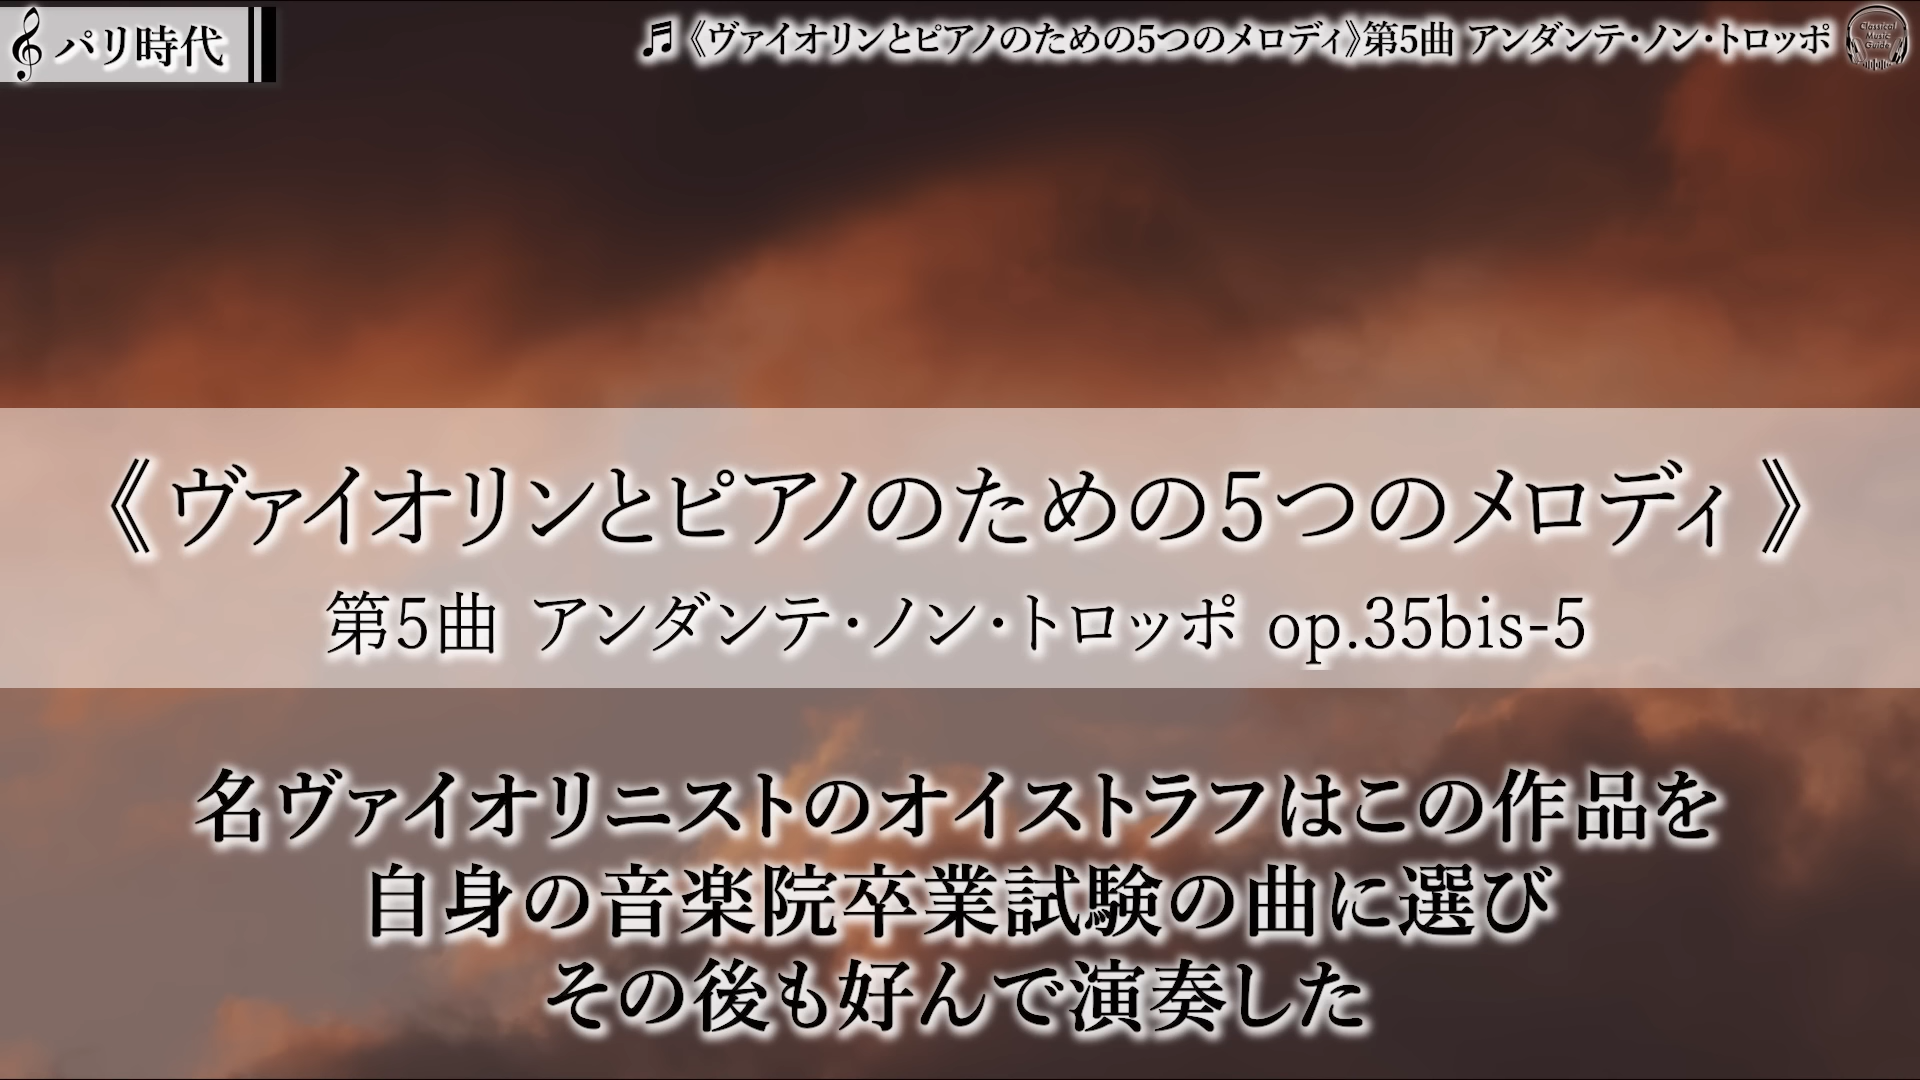 パリ時代
♬《ヴァイオリンとピアノのための5つのメロディ》第5曲 アンダンテ・ノン・トロッポ
Classical
Music
Guide
《ヴァイオリンとピアノのための5つのメロディ》
第5曲 アンダンテ・ノン・トロッポ op.35bis-5
名ヴァイオリニストのオイストラフはこの作品を
自身の音楽院卒業試験の曲に選び
その後も好んで演奏した